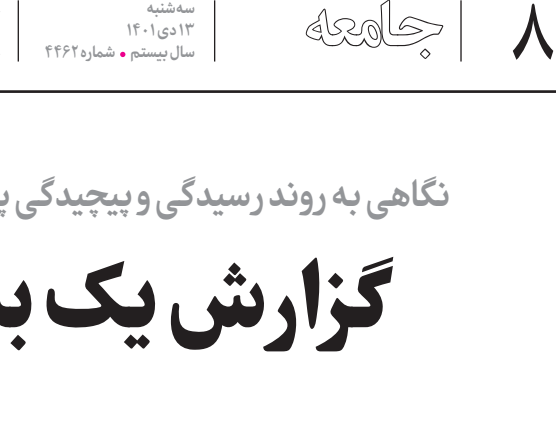 ۸
جامعه
سه‌شنبه
۱۳ دی ۱۴۰۱
سال بیستم • شماره ۴۴۶۲
نگاهی به روند رسیدگی و پیچیدگی
گزارش یک